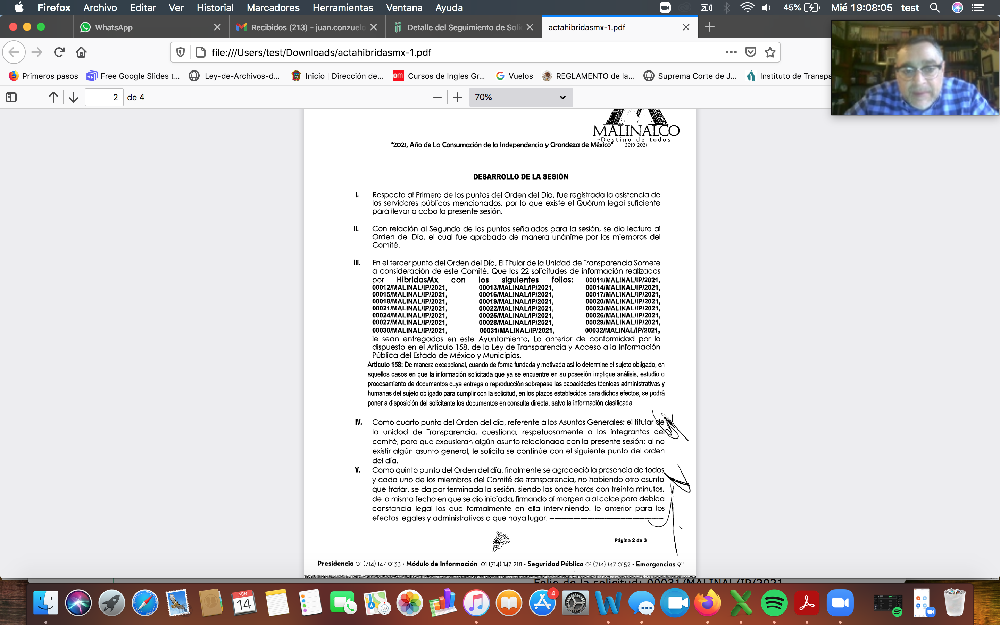 Firefox Archivo Editar Ver Historial Marcadores Herramientas Ventana Ayuda 45% Mié 19:08:05 test
WhatsApp Recibidos (213) - juan.conzuelo Detalle del Seguimiento de Soli actahibridasmx-1.pdf
file:///Users/test/Downloads/actahibridasmx-1.pdf
Primeros pasos Free Google Slides t... Ley-de-Archivos-d... Inicio | Dirección de... om Cursos de Ingles Gr... Vuelos REGLAMENTO de la... Suprema Corte de J... Instituto de Transpa
2 de 4 70%
MALINALCO
-Destino de todos-
"2021, Año de La Consumación de la Independencia y Grandeza de México" 2019-2021
DESARROLLO DE LA SESIÓN
I. Respecto al Primero de los puntos del Orden del Día, fue registrada la asistencia de
los servidores públicos mencionados, por lo que existe el Quórum legal suficiente
para llevar a cabo la presente sesión.
II. Con relación al Segundo de los puntos señalados para la sesión, se dio lectura al
Orden del Día, el cual fue aprobado de manera unánime por los miembros del
Comité.
III. En el tercer punto del Orden del Día, El Titular de la Unidad de Transparencia Somete
a consideración de este Comité, Que las 22 solicitudes de información realizadas
por HibridasMx con los siguientes folios: 00011/MALINAL/IP/2021,
00012/MALINAL/IP/2021, 00013/MALINAL/IP/2021, 00014/MALINAL/IP/2021,
00015/MALINAL/IP/2021, 00016/MALINAL/IP/2021, 00017/MALINAL/IP/2021,
00018/MALINAL/IP/2021, 00019/MALINAL/IP/2021, 00020/MALINAL/IP/2021,
00021/MALINAL/IP/2021, 00022/MALINAL/IP/2021, 00023/MALINAL/IP/2021,
00024/MALINAL/IP/2021, 00025/MALINAL/IP/2021, 00026/MALINAL/IP/2021,
00027/MALINAL/IP/2021, 00028/MALINAL/IP/2021, 00029/MALINAL/IP/2021,
00030/MALINAL/IP/2021, 00031/MALINAL/IP/2021, 00032/MALINAL/IP/2021,
le sean entregadas en este Ayuntamiento, Lo anterior de conformidad por lo
dispuesto en el Articulo 158. de la Ley de Transparencia y Acceso a la Información
Pública del Estado de México y Municipios.
Articulo 158: De manera excepcional, cuando de forma fundada y motivada así lo determine el sujeto obligado, en
aquellos casos en que la información solicitada que ya se encuentre en su posesión implique análisis, estudio o
procesamiento de documentos cuya entrega o reproducción sobrepase las capacidades técnicas administrativas y
humanas del sujeto obligado para cumplir con la solicitud, en los plazos establecidos para dichos efectos, se podrá
poner a disposición del solicitante los documentos en consulta directa, salvo la información clasificada.
IV. Como cuarto punto del Orden del día, referente a los Asuntos Generales; el titular de
la unidad de Transparencia, cuestiona, respetuosamente a los integrantes del
comité, para que expusieran algún asunto relacionado con la presente sesión; al no
existir algún asunto general, le solicita se continúe con el siguiente punto del orden
del día.
V. Como quinto punto del Orden del día, finalmente se agradeció la presencia de todos
y cada uno de los miembros del Comité de transparencia, no habiendo otro asunto
que tratar, se da por terminada la sesión, siendo las once horas con treinta minutos,
de la misma fecha en que se dio iniciada, firmando al margen a al calce para debida
constancia legal los que formalmente en ella interviniendo, lo anterior para los
efectos legales y administrativos a que haya lugar.
Página 2 de 3
Presidencia 01 (714) 147 0133 · Módulo de Información 01 (714) 147 2111 · Seguridad Pública 01 (714) 147 0152 · Emergencias 911
Folio de la solicitud: 00031/MALINAL/IP/2021
ABR
14
3D
4